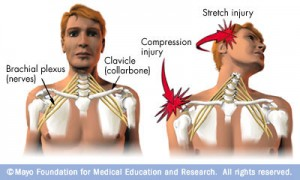 Stretch injury
Compression
injury
Clavicle
(collarbone)
Brachial plexus
(nerves)
© Mayo Foundation for Medical Education and Research. All rights reserved.